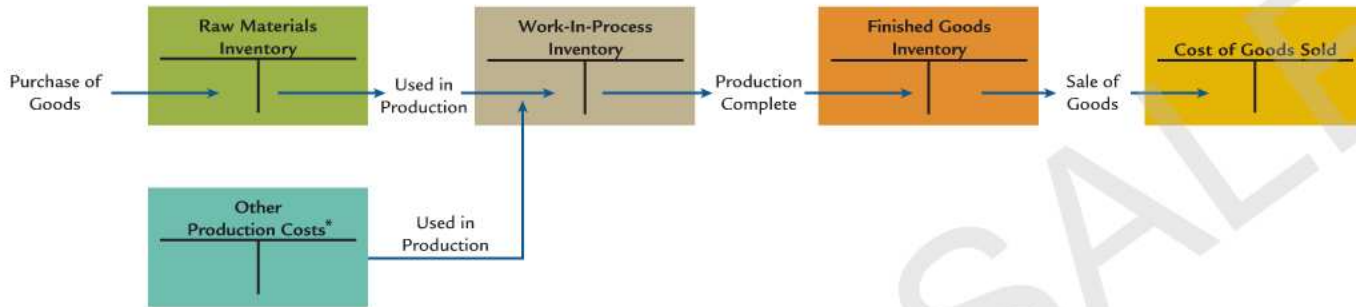 Raw Materials
Inventory
Work-In-Process
Inventory
Finished Goods
Inventory
Cost of Goods Sold
Purchase of
Goods
Used in
Production
Production
Complete
Sale of
Goods
Other
Production Costs*
Used in
Production
SALE